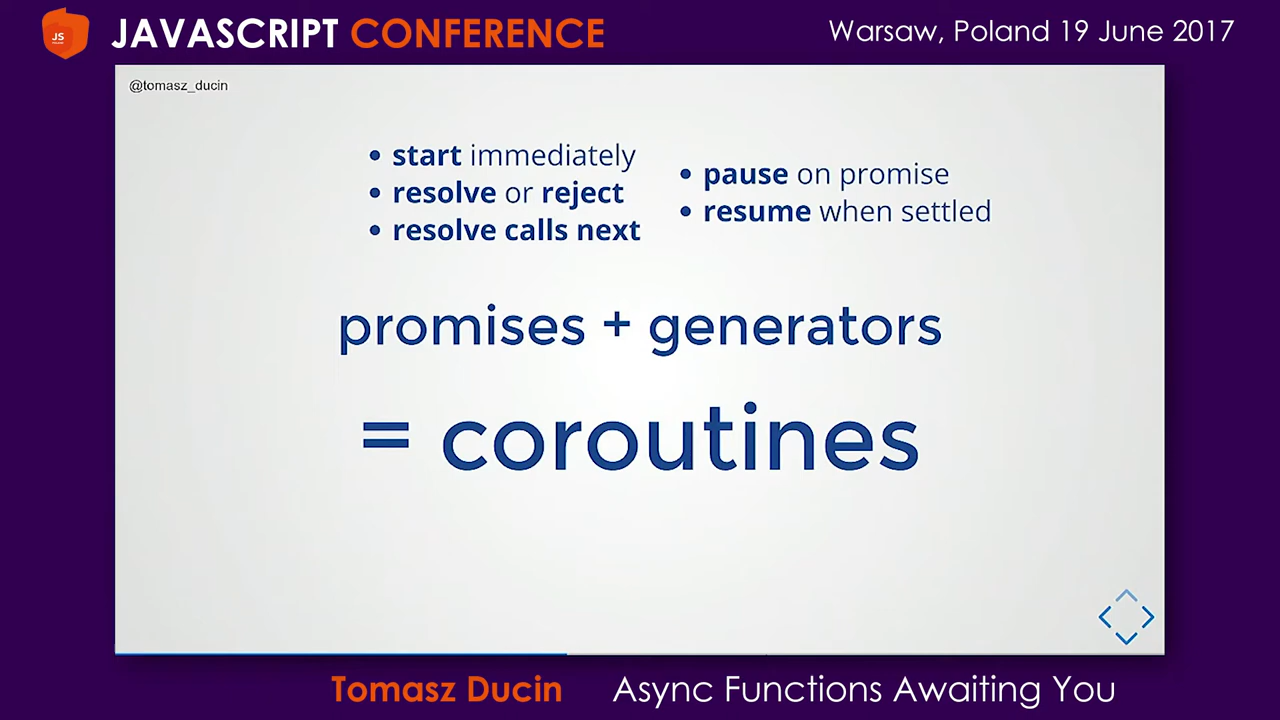 JS
JAVASCRIPT CONFERENCE
Warsaw, Poland 19 June 2017
@tomasz_ducin
• start immediately
• resolve or reject
• resolve calls next
• pause on promise
• resume when settled
promises + generators
= coroutines
Tomasz Ducin
Async Functions Awaiting You